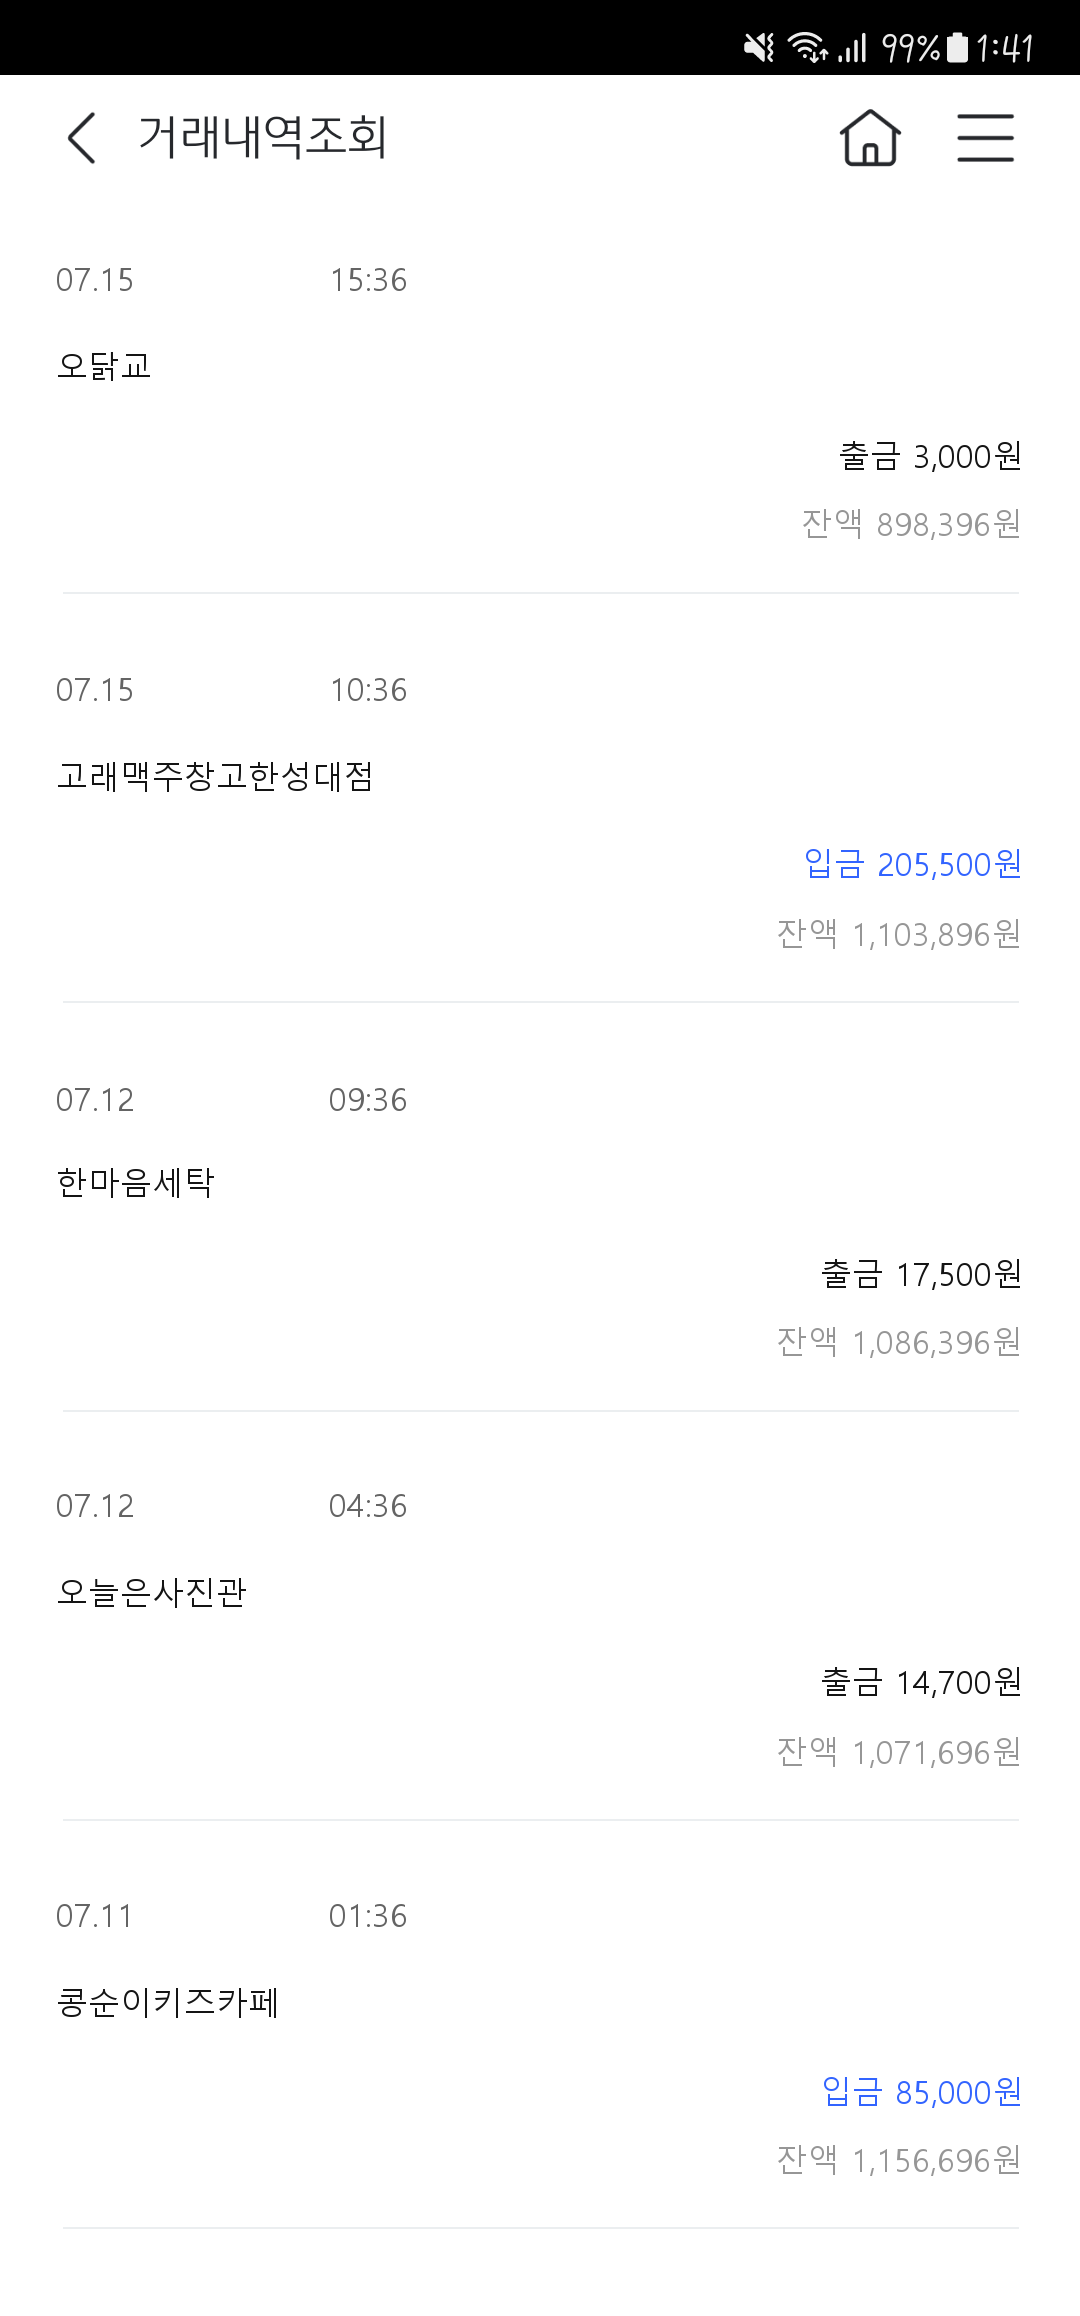 99% 1:41
거래내역조회
07.15 15:36
오닭교
출금 3,000원
잔액 898,396원
07.15 10:36
고래맥주창고한성대점
입금 205,500원
잔액 1,103,896원
07.12 09:36
한마음세탁
출금 17,500원
잔액 1,086,396원
07.12 04:36
오늘은사진관
출금 14,700원
잔액 1,071,696원
07.11 01:36
콩순이키즈카페
입금 85,000원
잔액 1,156,696원